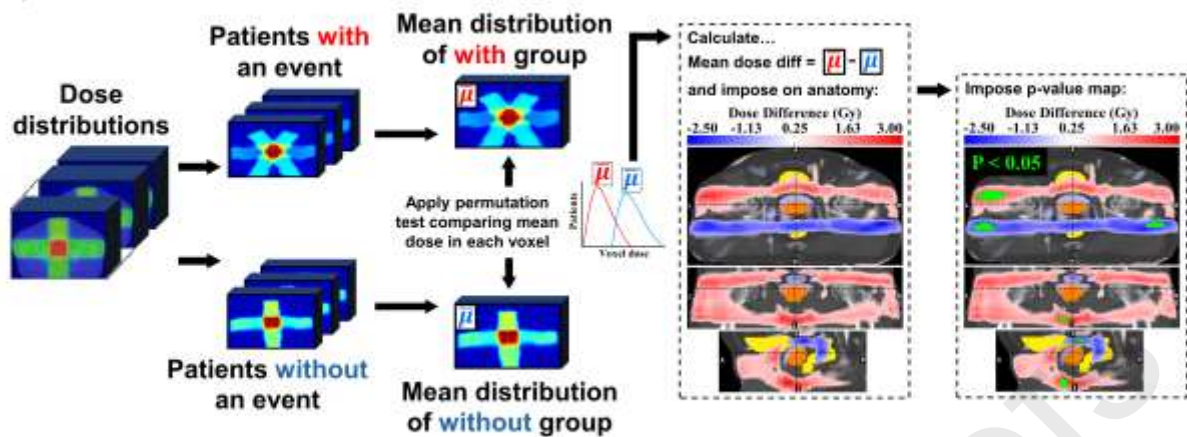 Dose
distributions
Patients with
an event
Patients without
an event
Mean distribution
of with group
μ
Apply permutation
test comparing mean
dose in each voxel
μ
Mean distribution
of without group
μ μ
Patients
Voxel dose
Calculate...
Mean dose diff = μ - μ
and impose on anatomy:
Dose Difference (Gy)
-2.50 -1.13 0.25 1.63 3.00
Impose p-value map:
Dose Difference (Gy)
-2.50 -1.13 0.25 1.63 3.00
P < 0.05